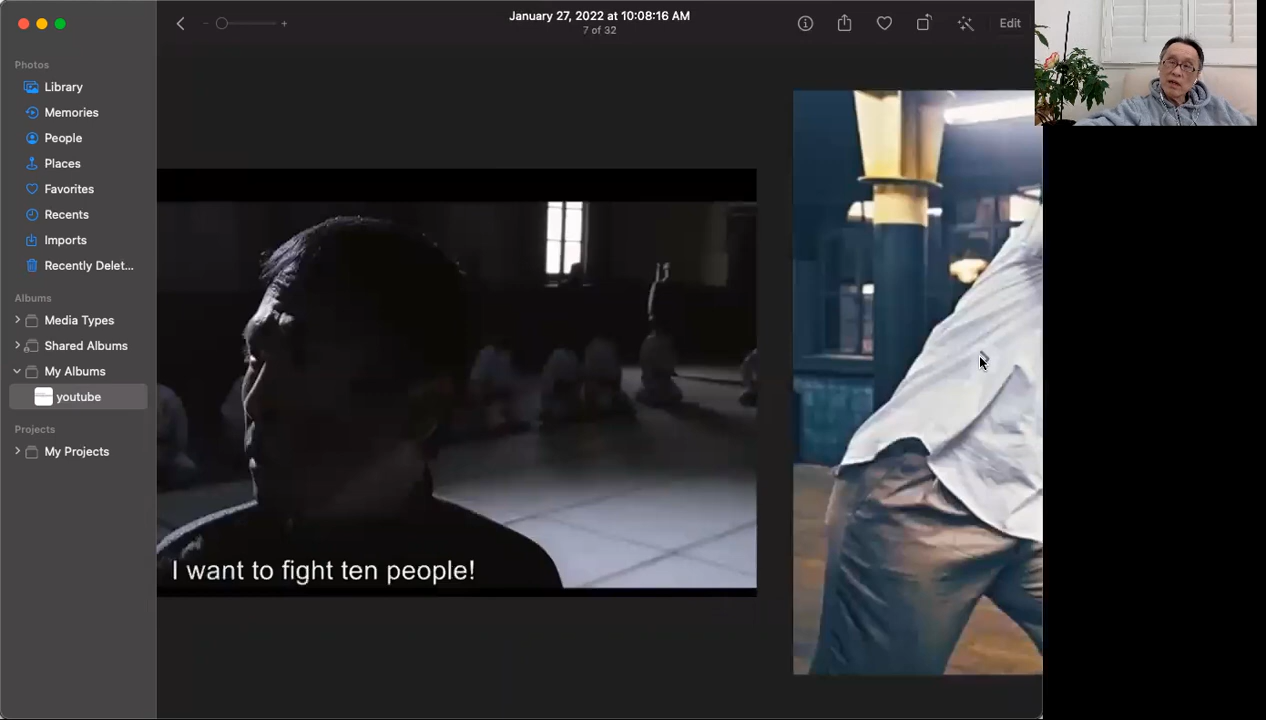 January 27, 2022 at 10:08:16 AM
7 of 32
Edit
Photos
Library
Memories
People
Places
Favorites
Recents
Imports
Recently Delet...
Albums
Media Types
Shared Albums
My Albums
youtube
Projects
My Projects
I want to fight ten people!